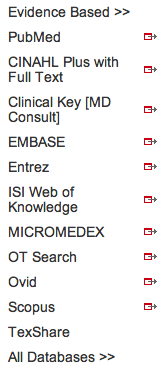 Evidence Based >>
PubMed
CINAHL Plus with
Full Text
Clinical Key [MD
Consult]
EMBASE
Entrez
ISI Web of
Knowledge
MICROMEDEX
OT Search
Ovid
Scopus
TexShare
All Databases >>